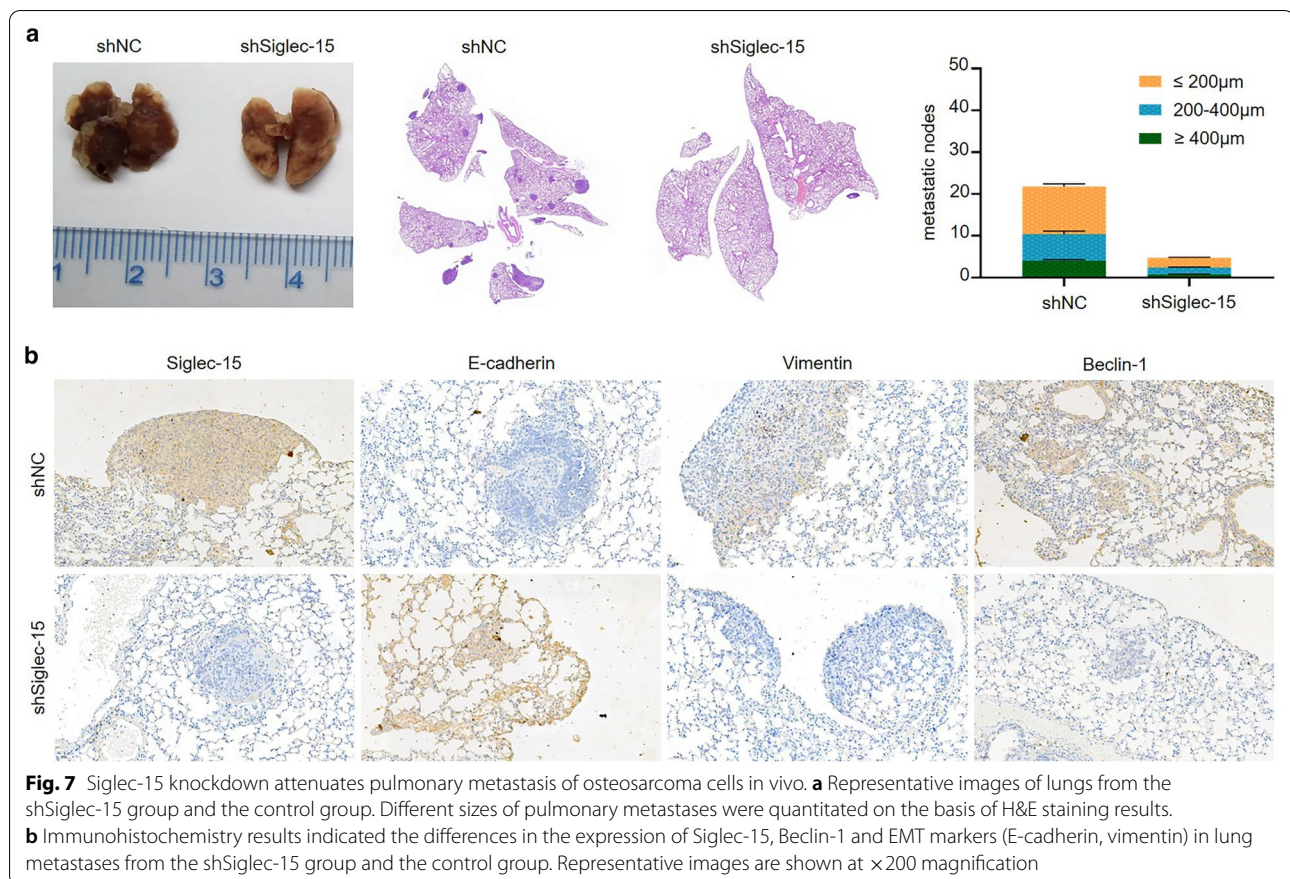 a
shNC
shSiglec-15
shNC
shSiglec-15
1 2 3 4
metastatic nodes
50
40
30
20
10
0
≤ 200µm
200-400µm
≥ 400µm
shNC
shSiglec-15
b
Siglec-15
E-cadherin
Vimentin
Beclin-1
shNC
shSiglec-15
Fig. 7 Siglec-15 knockdown attenuates pulmonary metastasis of osteosarcoma cells in vivo. a Representative images of lungs from the
shSiglec-15 group and the control group. Different sizes of pulmonary metastases were quantitated on the basis of H&E staining results.
b Immunohistochemistry results indicated the differences in the expression of Siglec-15, Beclin-1 and EMT markers (E-cadherin, vimentin) in lung
metastases from the shSiglec-15 group and the control group. Representative images are shown at ×200 magnification